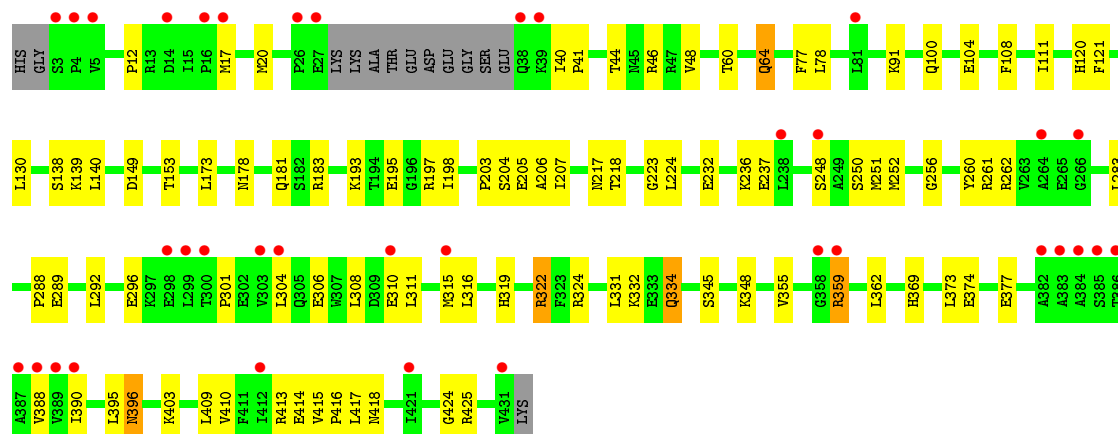 HIS GLY S3 P4 V5 P12 R13 D14 I15 P16 M17 M20 P26 E27 LYS LYS ALA THR GLU ASP GLU GLU GLY SER GLU Q38 K39 I40 P41 T44 N45 R46 R47 V48 T60 Q64 F77 L78 L81 K91 Q100 E104 F108 I111 H120 F121
L130 S138 K139 L140 D149 T153 L173 N178 Q181 S182 R183 K193 T194 E195 G196 R197 I198 P203 S204 E205 A206 I207 N217 T218 G223 L224 E232 K236 E237 L238 S248 A249 S250 M251 M252 G256 Y260 R261 R262 V263 A264 E265 G266
P288 E289 L292 E296 K297 E298 L299 T300 P301 E302 V303 L304 Q305 E306 W307 L308 D309 E310 L311 M315 L316 H319 R322 F323 R324 L331 K332 E333 Q334 S345 K348 V355 G358 R359 L362 H369 L373 E374 E377 A382 A383 A384 S385
A387 V388 V389 I390 L395 N396 K403 L409 V410 F411 I412 R413 E414 V415 P416 L417 N418 I421 G424 R425 V431 LYS